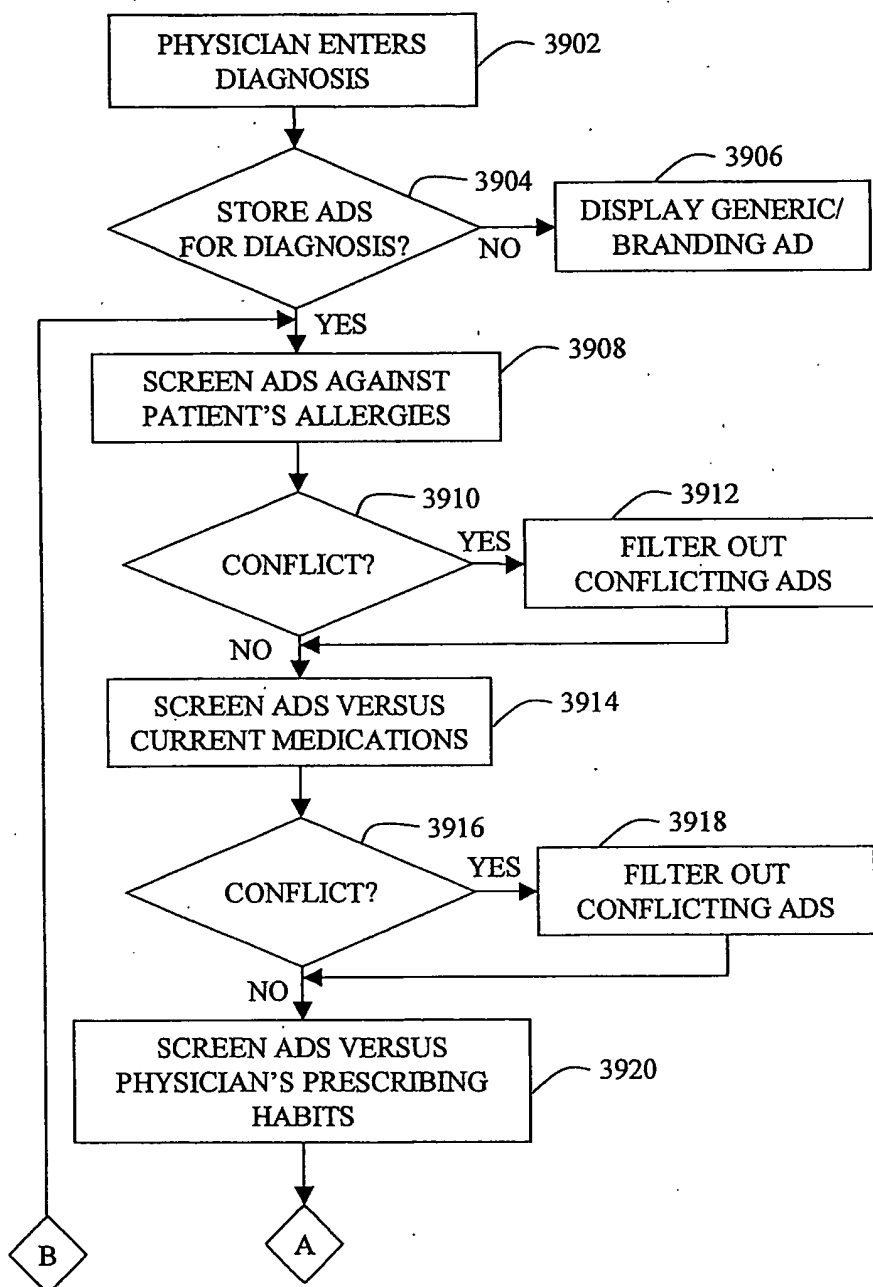 PHYSICIAN ENTERS
DIAGNOSIS
3902
STORE ADS
FOR DIAGNOSIS?
3904
NO
3906
DISPLAY GENERIC/
BRANDING AD
YES
SCREEN ADS AGAINST
PATIENT'S ALLERGIES
3908
CONFLICT?
3910
YES
3912
FILTER OUT
CONFLICTING ADS
NO
SCREEN ADS VERSUS
CURRENT MEDICATIONS
3914
CONFLICT?
3916
YES
3918
FILTER OUT
CONFLICTING ADS
NO
SCREEN ADS VERSUS
PHYSICIAN'S PRESCRIBING
HABITS
3920
B
A